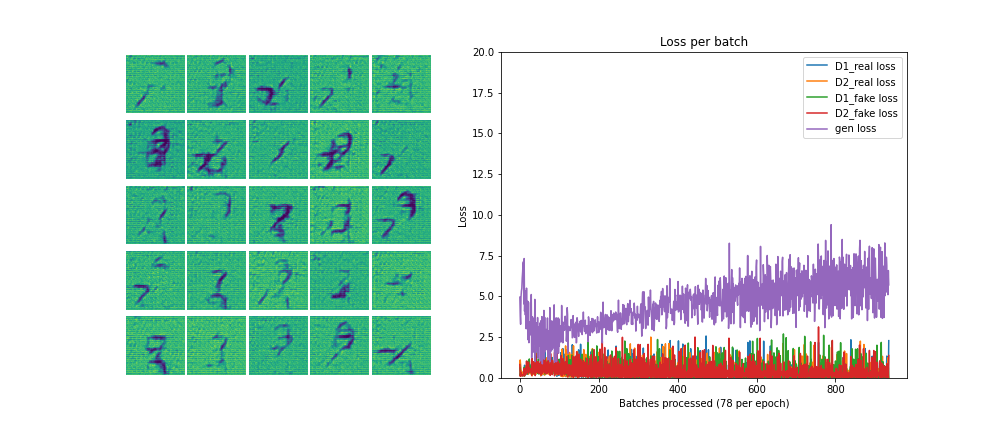 Loss per batch
20.0
17.5
15.0
12.5
10.0
7.5
5.0
2.5
0.0
Loss
D1_real loss
D2_real loss
D1_fake loss
D2_fake loss
gen loss
0 200 400 600 800
Batches processed (78 per epoch)